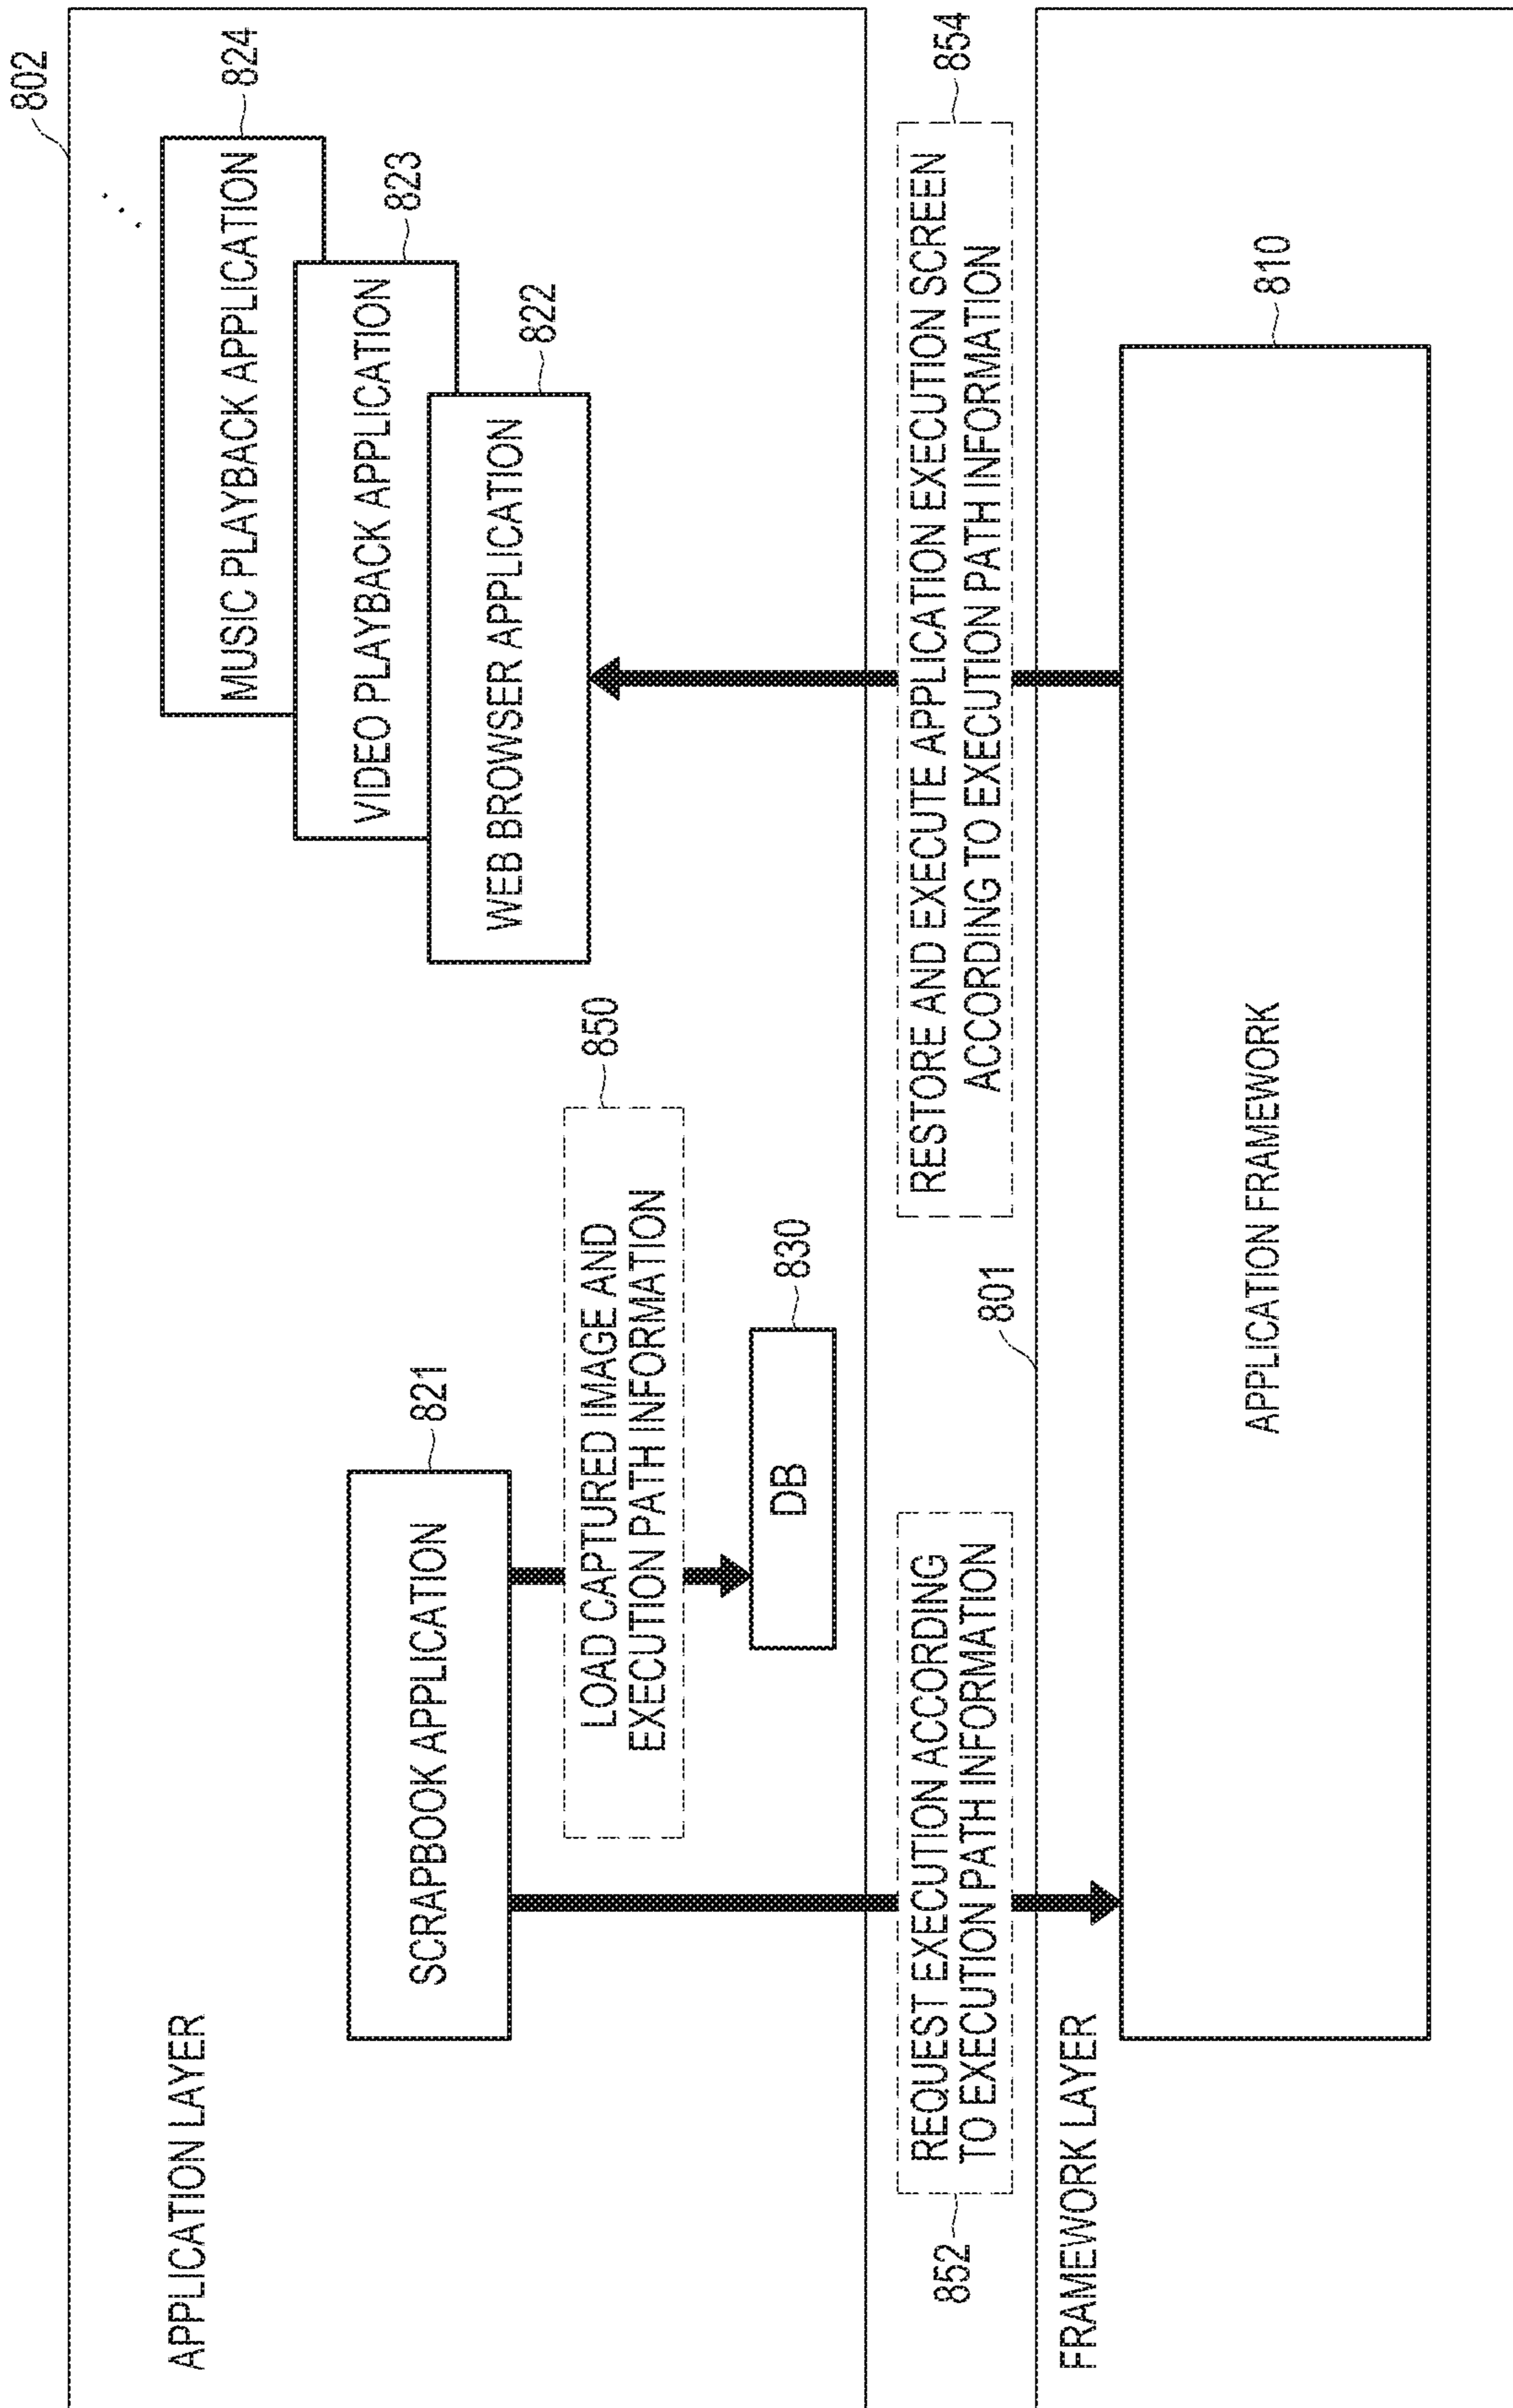 802
APPLICATION LAYER
MUSIC PLAYBACK APPLICATION
824
VIDEO PLAYBACK APPLICATION
823
WEB BROWSER APPLICATION
822
SCRAPBOOK APPLICATION
821
LOAD CAPTURED IMAGE AND
EXECUTION PATH INFORMATION
850
DB
830
852
REQUEST EXECUTION ACCORDING
TO EXECUTION PATH INFORMATION
RESTORE AND EXECUTE APPLICATION EXECUTION SCREEN
ACCORDING TO EXECUTION PATH INFORMATION
854
801
FRAMEWORK LAYER
APPLICATION FRAMEWORK
810